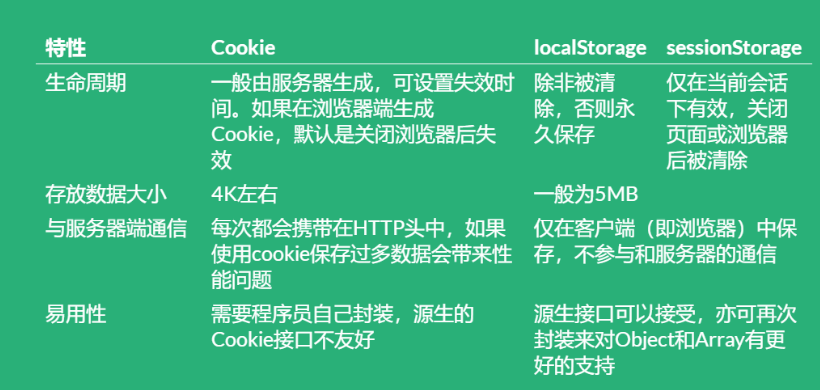 特性 Cookie localStorage sessionStorage
生命周期 一般由服务器生成，可设置失效时 除非被清 仅在当前会话
间。如果在浏览器端生成 除，否则永 下有效，关闭
Cookie，默认是关闭浏览器后失 久保存 页面或浏览器
效 后被清除
存放数据大小 4K左右 一般为5MB
与服务器端通信 每次都会携带在HTTP头中，如果 仅在客户端（即浏览器）中保
使用cookie保存过多数据会带来性 存，不参与和服务器的通信
能问题
易用性 需要程序员自己封装，源生的 源生接口可以接受，亦可再次
Cookie接口不友好 封装来对Object和Array有更
好的支持